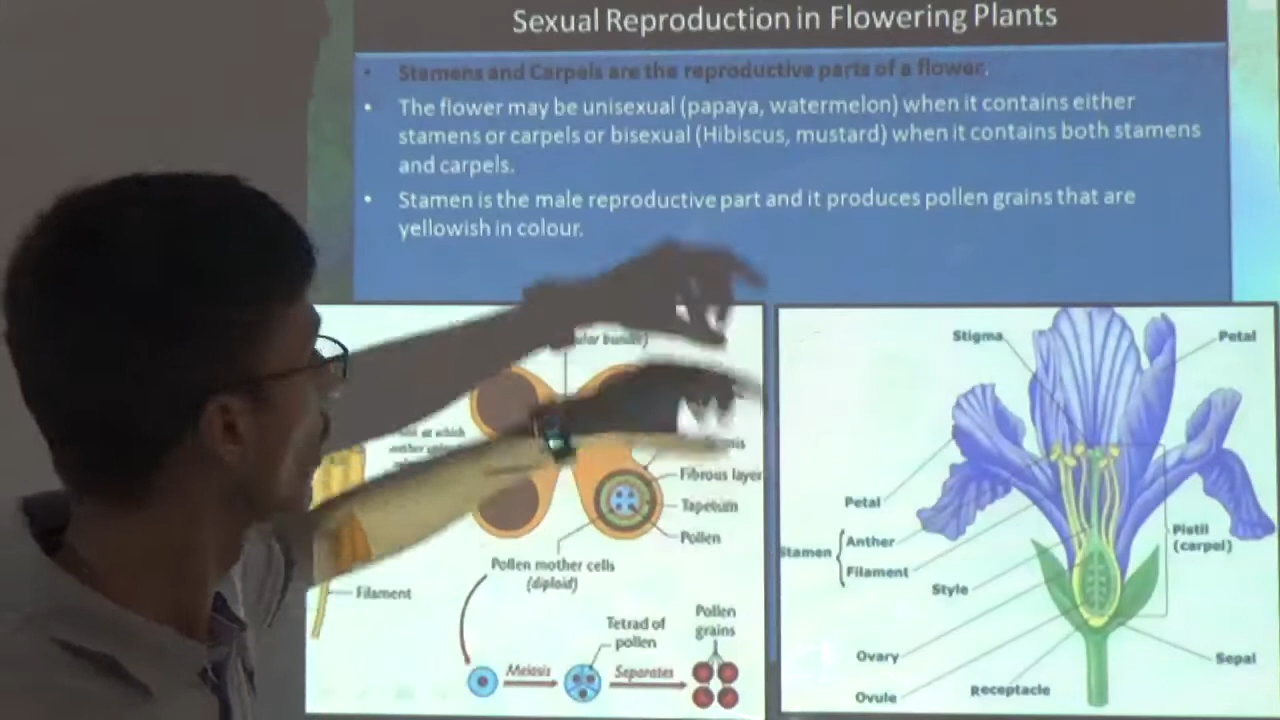 Sexual Reproduction in Flowering Plants
• Stamens and Carpels are the reproductive parts of a flower.
• The flower may be unisexual (papaya, watermelon) when it contains either
stamens or carpels or bisexual (Hibiscus, mustard) when it contains both stamens
and carpels.
• Stamen is the male reproductive part and it produces pollen grains that are
yellowish in colour.
at which
Fibrous layer
Tapetum
Pollen
Pollen mother cells
(diploid)
Filament
Tetrad of
pollen
Pollen
grains
Meiosis
Separates
Stigma
Petal
Petal
Stamen
Anther
Filament
Style
Pistil
(carpel)
Ovary
Ovule
Receptacle
Sepal